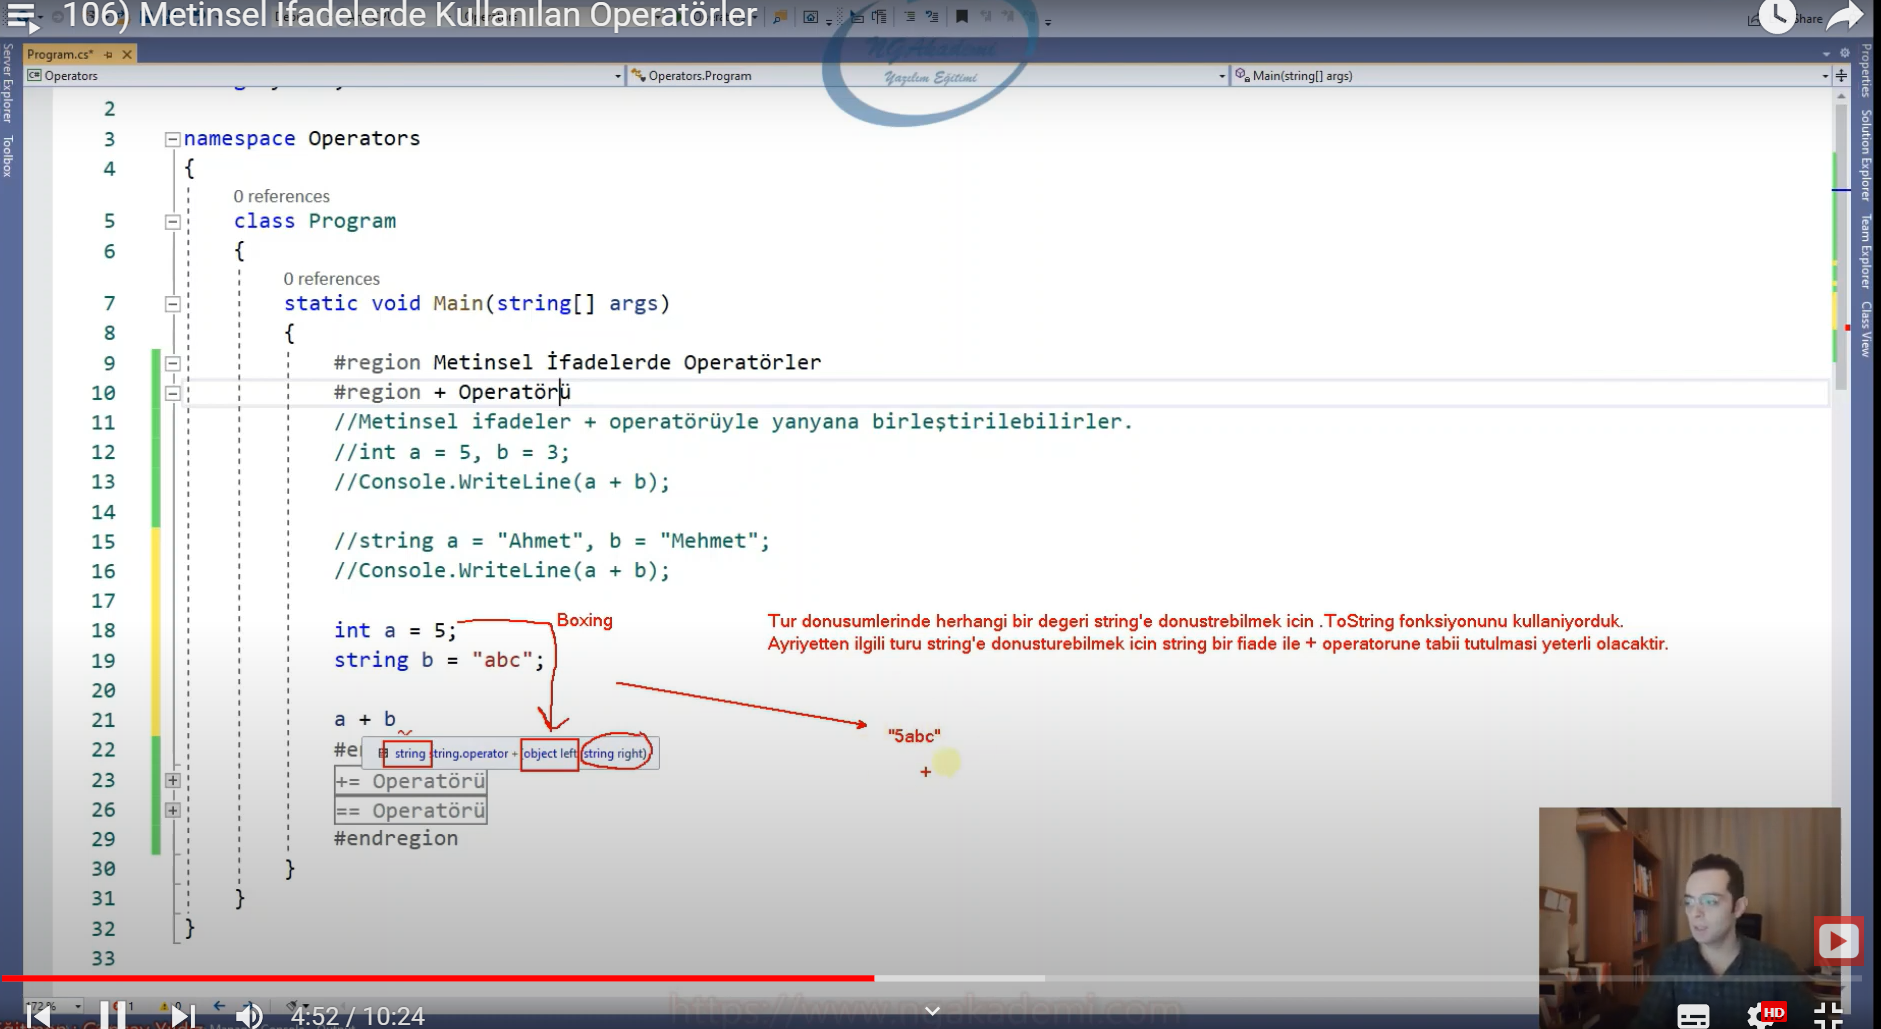 106) Metinsel İfadelerde Kullanılan Operatörler
Share
NGAkademi
Yazılım Eğitimi
Program.cs*
Operators
Operators.Program
Main(string[] args)
Server Explorer
Toolbox
Properties
Solution Explorer
Team Explorer
Class View
2
3 namespace Operators
4 {
0 references
5 class Program
6 {
0 references
7 static void Main(string[] args)
8 {
9 #region Metinsel İfadelerde Operatörler
10 #region + Operatörü
11 //Metinsel ifadeler + operatörüyle yanyana birleştirilebilirler.
12 //int a = 5, b = 3;
13 //Console.WriteLine(a + b);
14
15 //string a = "Ahmet", b = "Mehmet";
16 //Console.WriteLine(a + b);
17
18 int a = 5;
Boxing
Tur donusumlerinde herhangi bir degeri string'e donustrebilmek icin .ToString fonksiyonunu kullaniyorduk.
Ayriyetten ilgili turu string'e donusturebilmek icin string bir fiade ile + operatorune tabii tutulmasi yeterli olacaktir.
19 string b = "abc";
20
21 a + b
"5abc"
+
22 #e
string string.operator + (object left, string right)
23 += Operatörü
26 == Operatörü
29 #endregion
30 }
31 }
32 }
33
https://www.ngakademi.com
4:52 / 10:24
HD